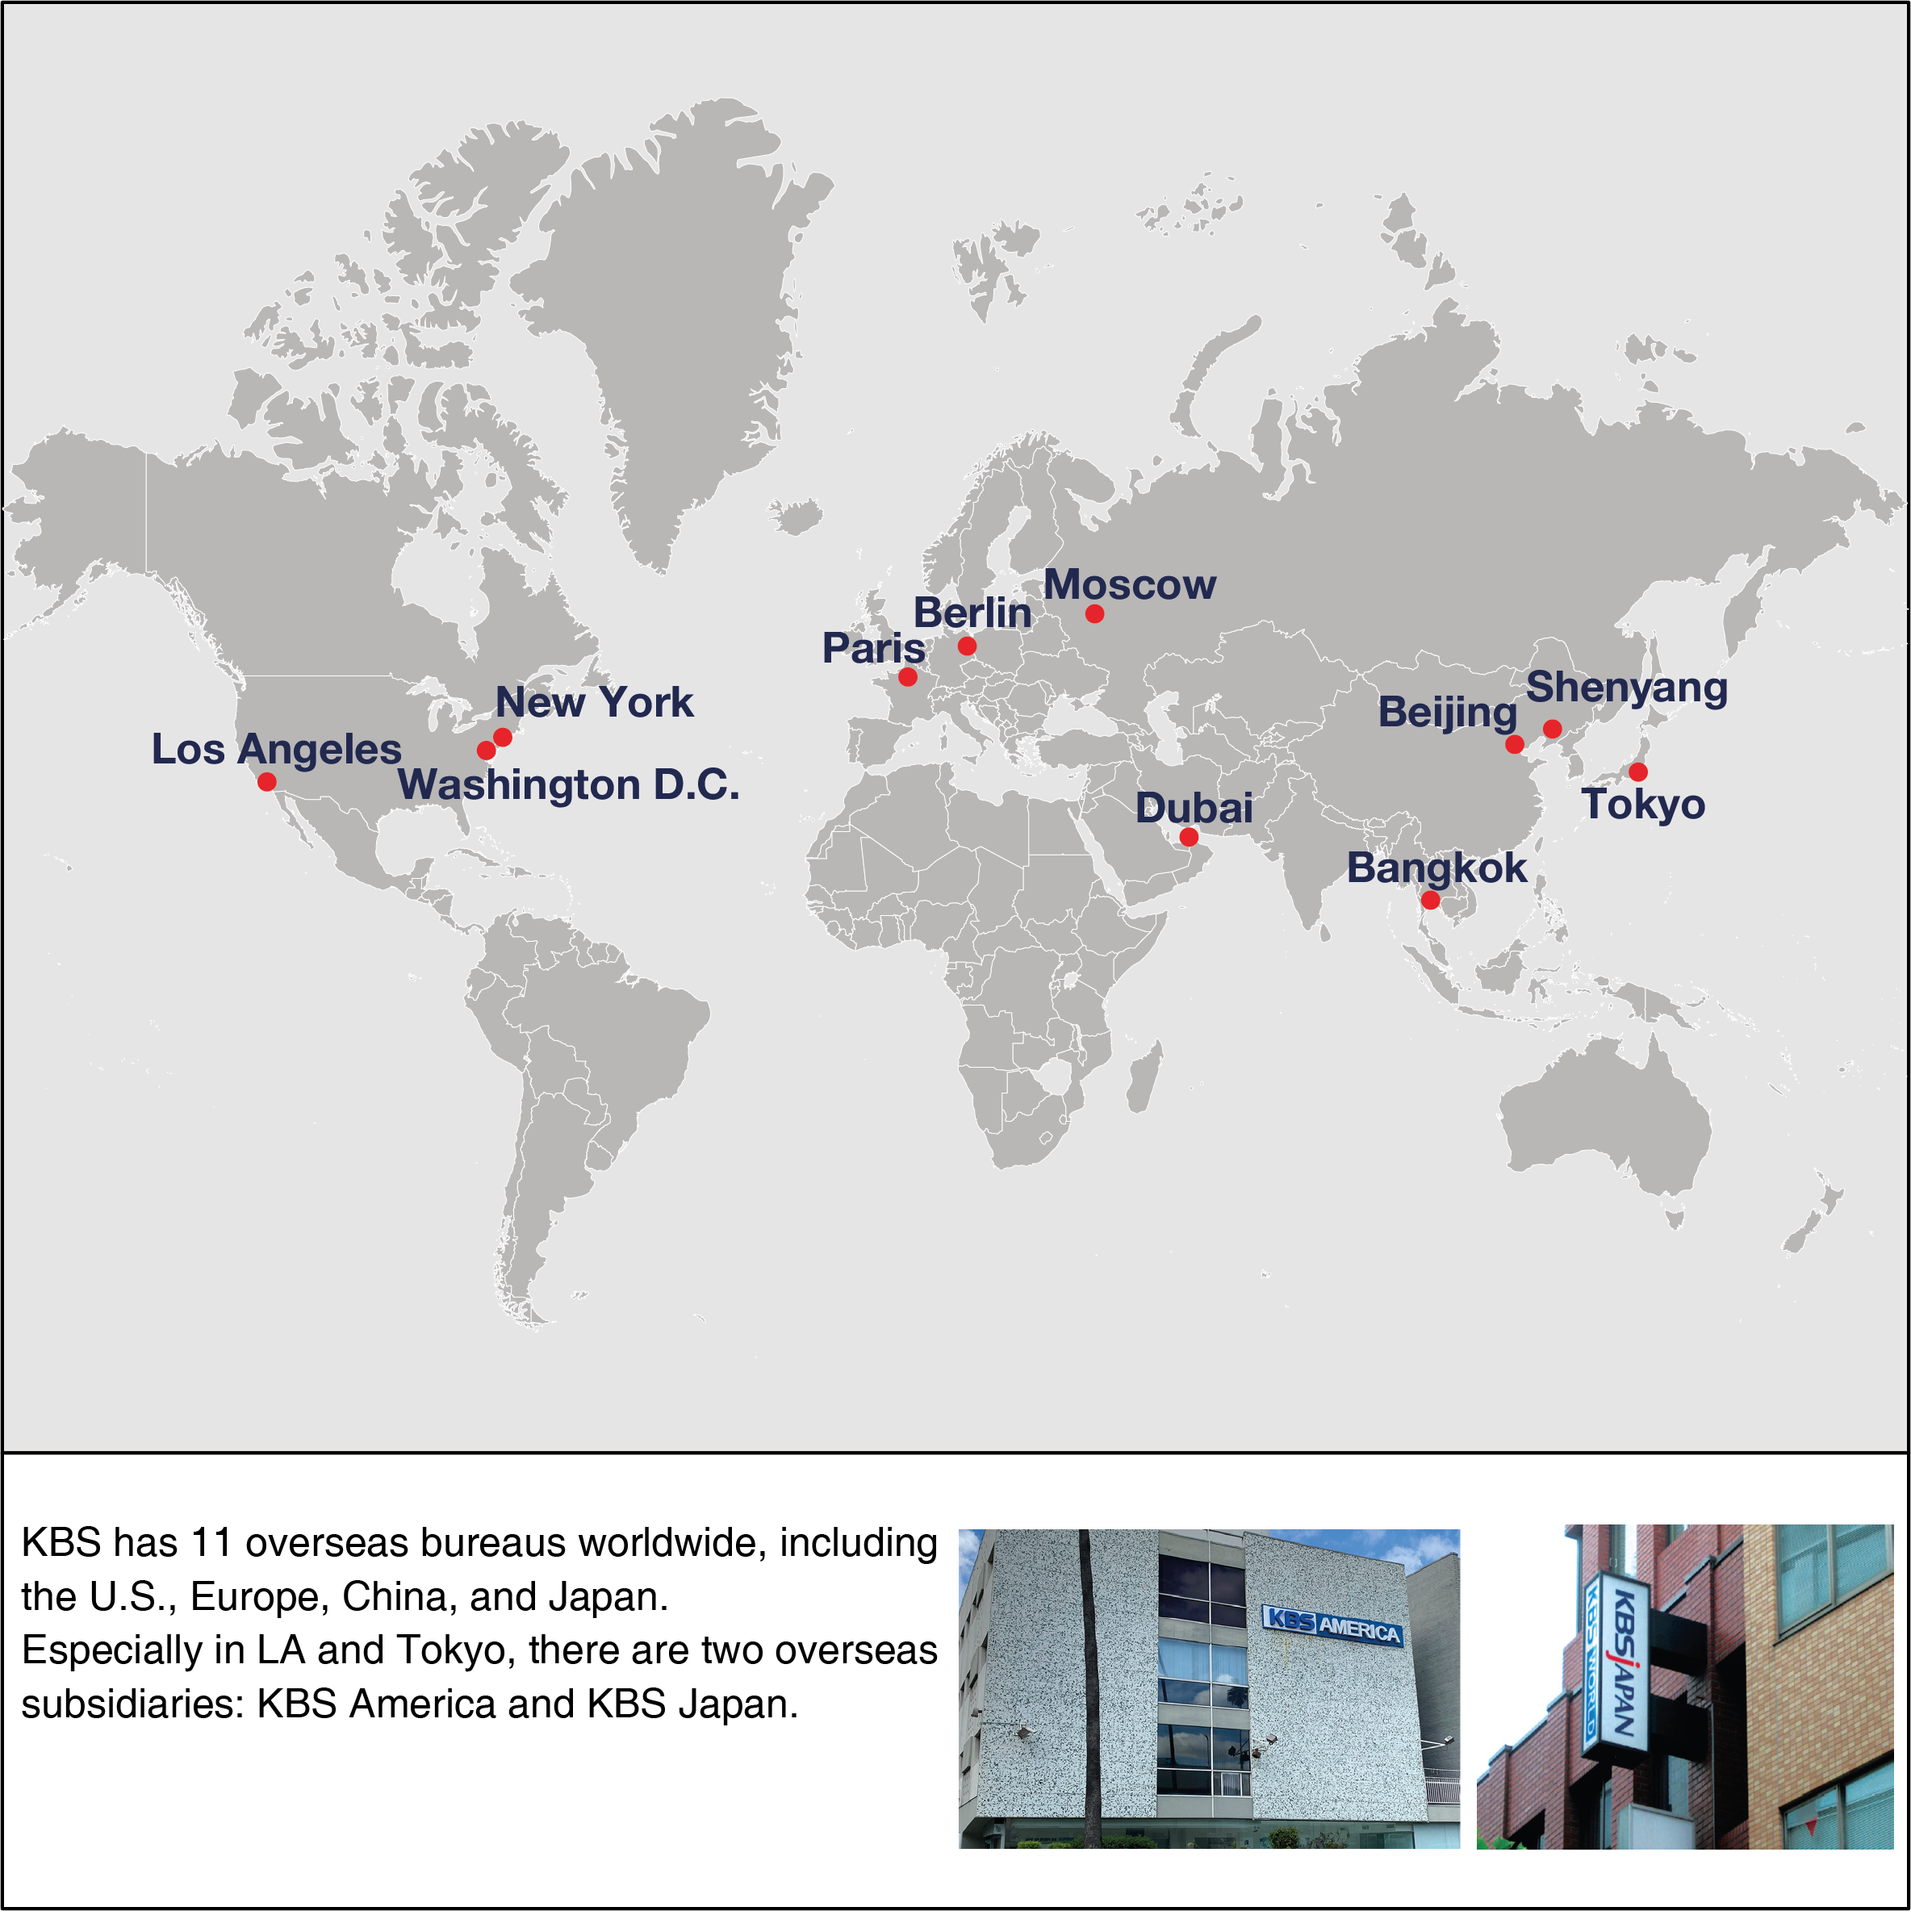 Moscow
Berlin
Paris
Shenyang
New York
Beijing
Los Angeles
Washington D.C.
Tokyo
Dubai
Bangkok
KBS has 11 overseas bureaus worldwide, including
the U.S., Europe, China, and Japan.
Especially in LA and Tokyo, there are two overseas
subsidiaries: KBS America and KBS Japan.
KBS AMERICA
KBS JAPAN
KBS WORLD